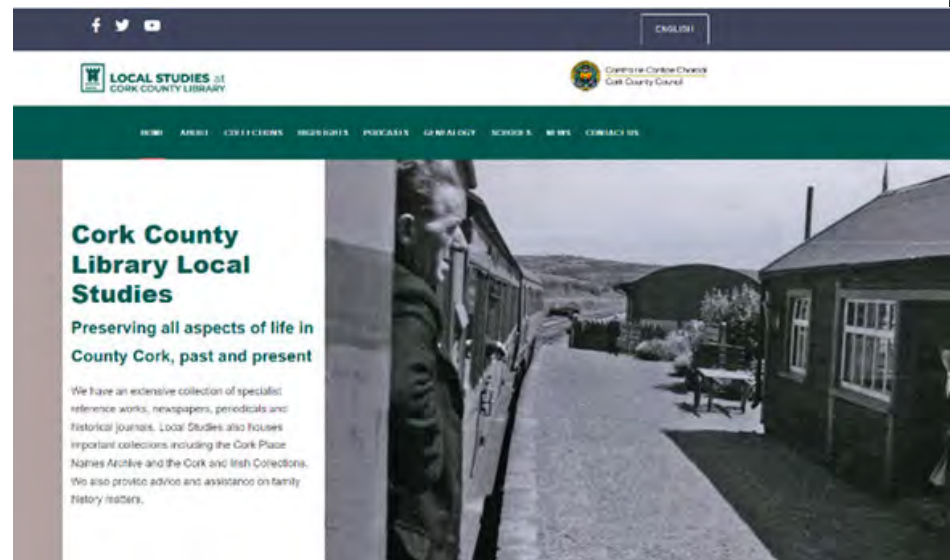 ENGLISH
LOCAL STUDIES at
CORK COUNTY LIBRARY
Comhairle Contae Chorcaí
Cork County Council
HOME ABOUT COLLECTIONS HIGHLIGHTS PODCASTS GENEALOGY SCHOOLS NEWS CONTACT US
Cork County
Library Local
Studies
Preserving all aspects of life in
County Cork, past and present
We have an extensive collection of specialist
reference works, newspapers, periodicals and
historical journals. Local Studies also houses
important collections including the Cork Place
Names Archive and the Cork and Irish Collections.
We also provide advice and assistance on family
history matters.